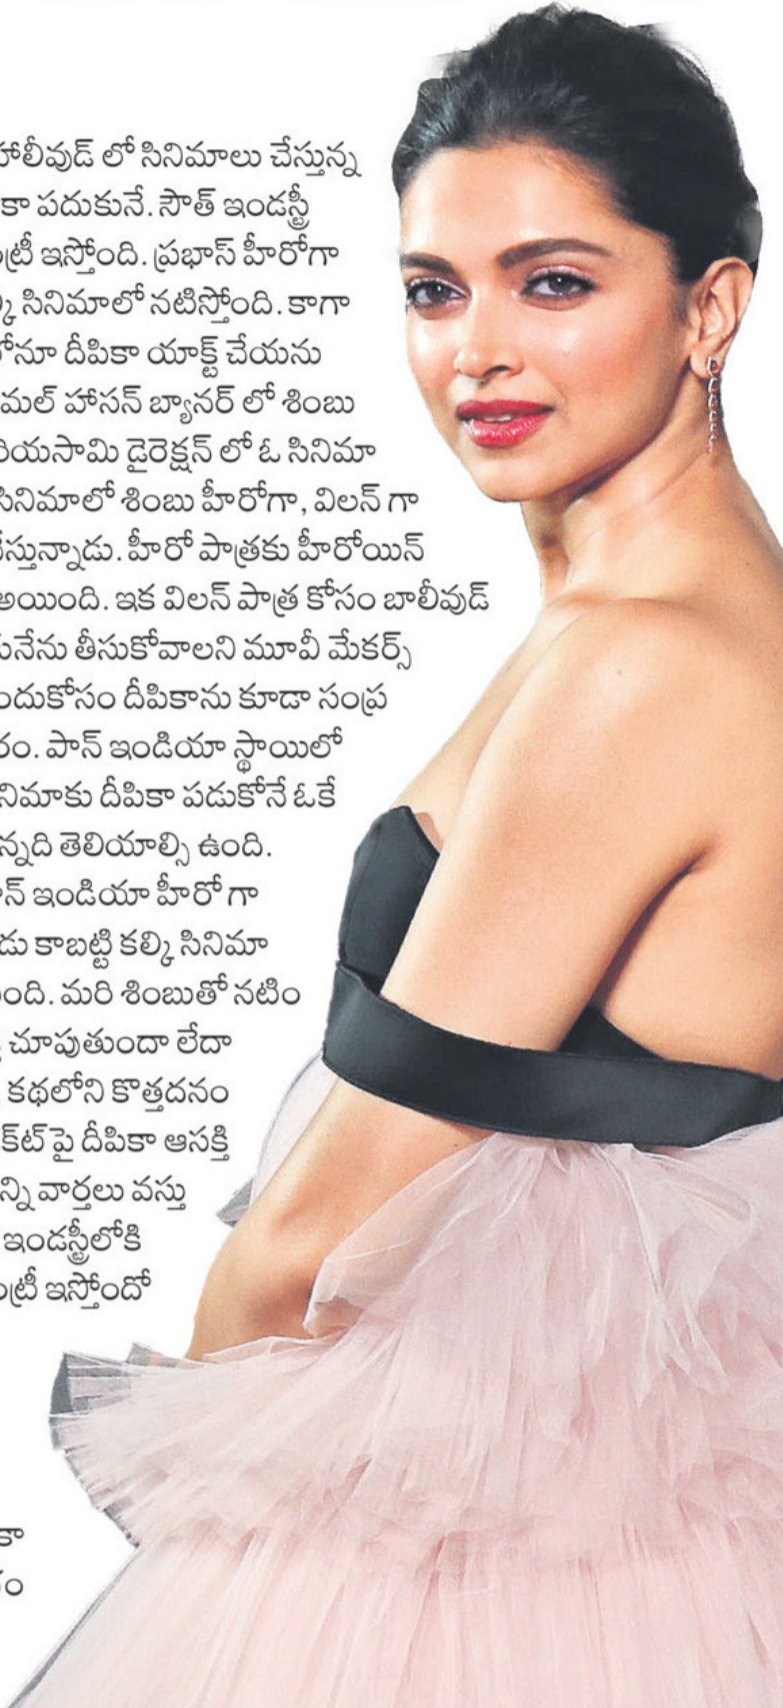 హాలీవుడ్ లో సినిమాలు చేస్తున్న
కా పదుకునే. సౌత్ ఇండస్ట్రీ
ంట్రీ ఇస్తోంది. ప్రభాస్ హీరోగా
సినిమాలో నటిస్తోంది. కాగా
దీపికా యాక్ట్ చేయను
మల్ హాసన్ బ్యానర్ లో శింబు
రియసామి డైరెక్షన్ లో ఓ సినిమా
సినిమాలో శింబు హీరోగా, విలన్ గా
స్తున్నాడు. హీరో పాత్రకు హీరోయిన్
అయింది. ఇక విలన్ పాత్ర కోసం బాలీవుడ్
నేను తీసుకోవాలని మూవీ మేకర్స్
ందుకోసం దీపికాను కూడా సంప్ర
రం. పాన్ ఇండియా స్థాయిలో
నిమాకు దీపికా పడుకోనే ఓకే
న్నది తెలియాల్సి ఉంది.
న్ ఇండియా హీరో గా
డు కాబట్టి కల్కి సినిమా
ంది. మరి శింబుతో నటిం
చూపుతుందా లేదా
కథలోని కొత్తదనం
క్ట్‌పై దీపికా ఆసక్తి
న్ని వార్తలు వస్తు
ఇండస్ట్రీలోకి
ంట్రీ ఇస్తోందో
కా
ం